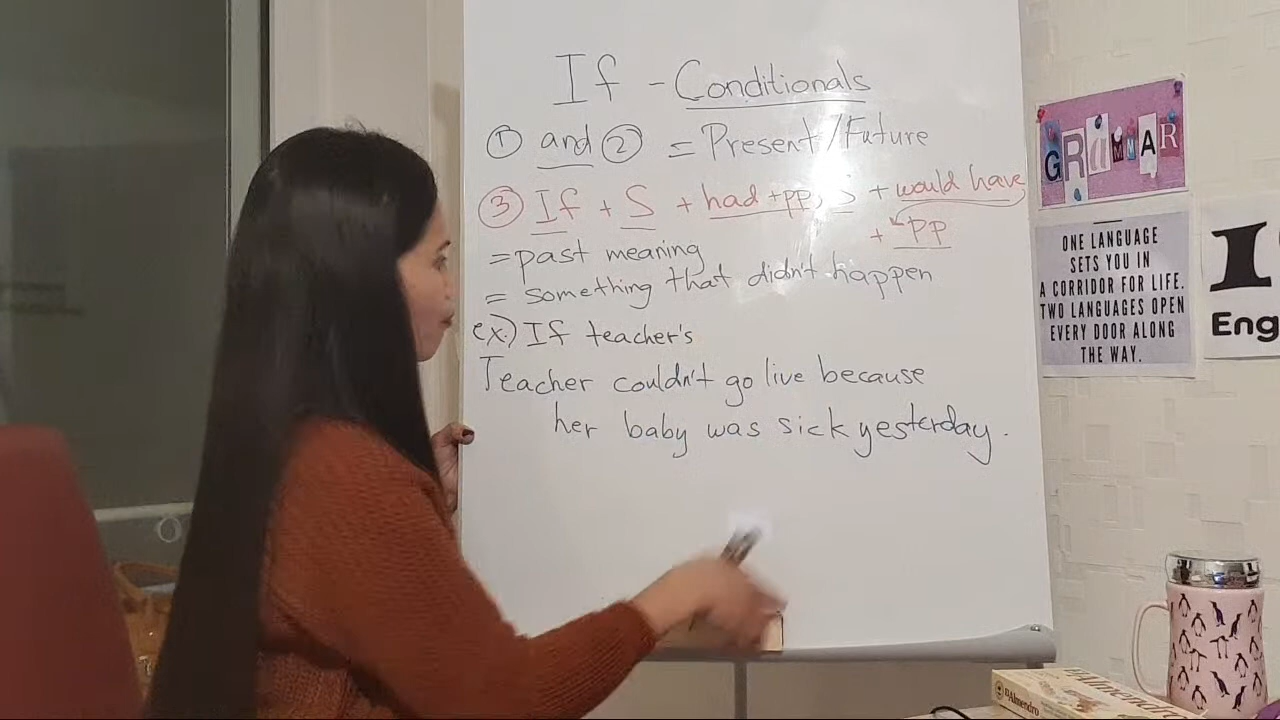 If - Conditionals
① and ② = Present/Future
③ If + S + had + pp, S + would have
+ pp
= past meaning
= something that didn't happen
ex.) If teacher's
Teacher couldn't go live because
her baby was sick yesterday.
GRAMMAR
ONE LANGUAGE
SETS YOU IN
A CORRIDOR FOR LIFE.
TWO LANGUAGES OPEN
EVERY DOOR ALONG
THE WAY.
I
Eng
elAlmendro
elAlmendro